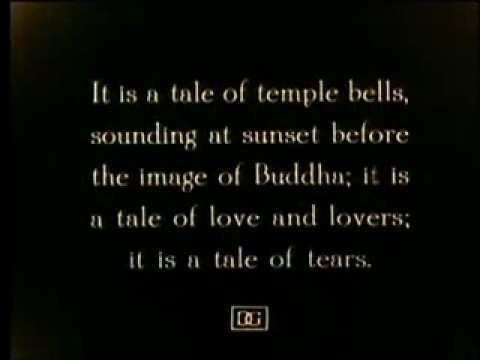 It is a tale of temple bells,
sounding at sunset before
the image of Buddha; it is
a tale of love and lovers;
it is a tale of tears.
DG